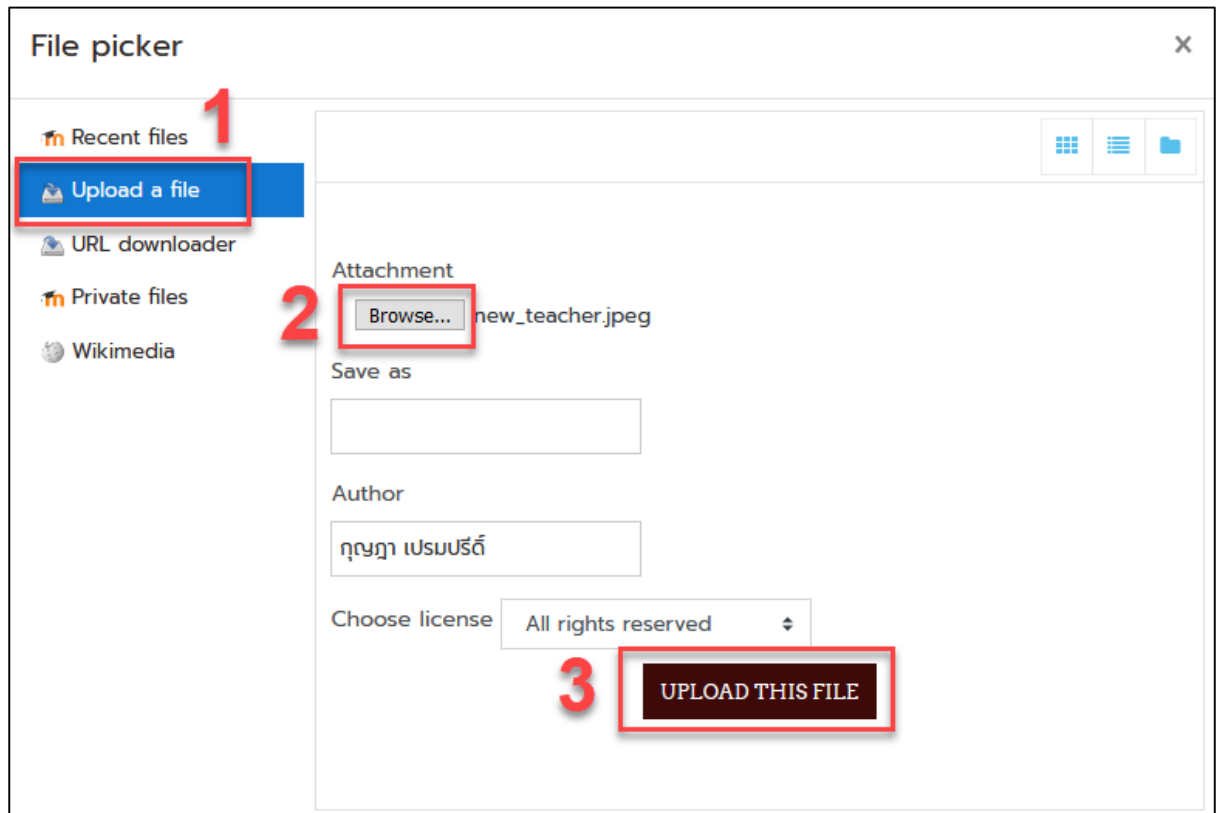 File picker
×
1
Recent files
Upload a file
URL downloader
Private files
Wikimedia
Attachment
2
Browse... new_teacher.jpeg
Save as
Author
กุญฎา เปรมปรีดิ์
Choose license All rights reserved
3
UPLOAD THIS FILE